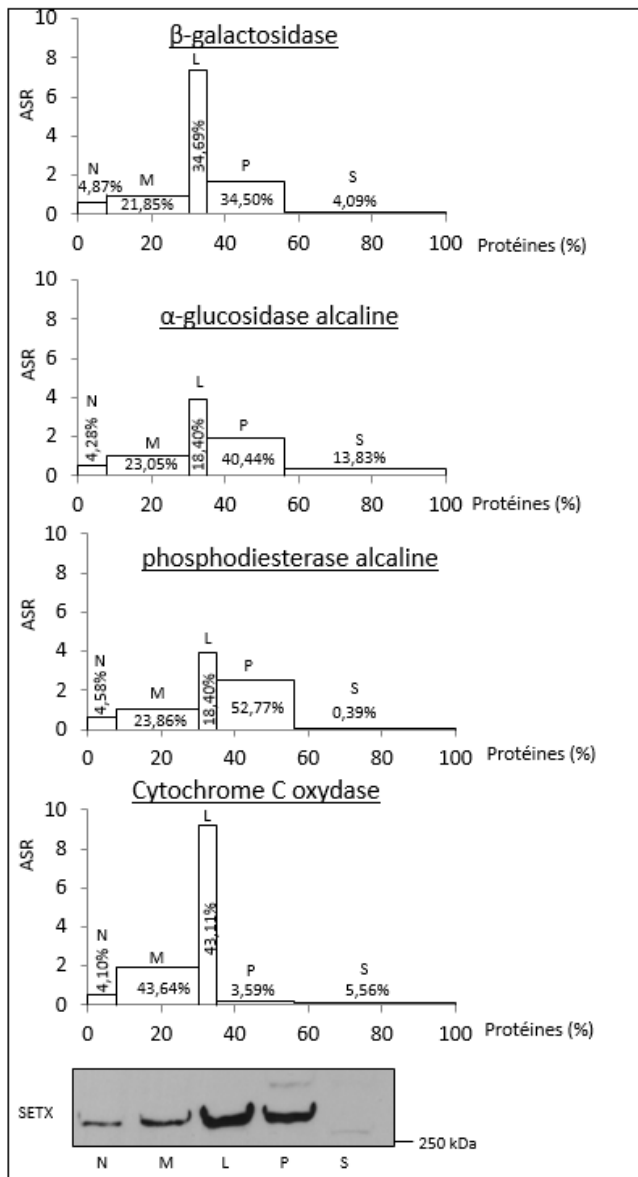 β-galactosidase
ASR
10
8
6
4
2
0
N
4,87%
M
21,85%
L
34,69%
P
34,50%
S
4,09%
0 20 40 60 80 100 Protéines (%)
α-glucosidase alcaline
ASR
10
8
6
4
2
0
N
4,28%
M
23,05%
L
18,40%
P
40,44%
S
13,83%
0 20 40 60 80 100
Protéines (%)
phosphodiesterase alcaline
ASR
10
8
6
4
2
0
N
4,58%
M
23,86%
L
18,40%
P
52,77%
S
0,39%
0 20 40 60 80 100 Protéines (%)
Cytochrome C oxydase
ASR
10
8
6
4
2
0
N
4,10%
M
43,64%
L
43,11%
P
3,59%
S
5,56%
0 20 40 60 80 100 Protéines (%)
SETX
250 kDa
N M L P S